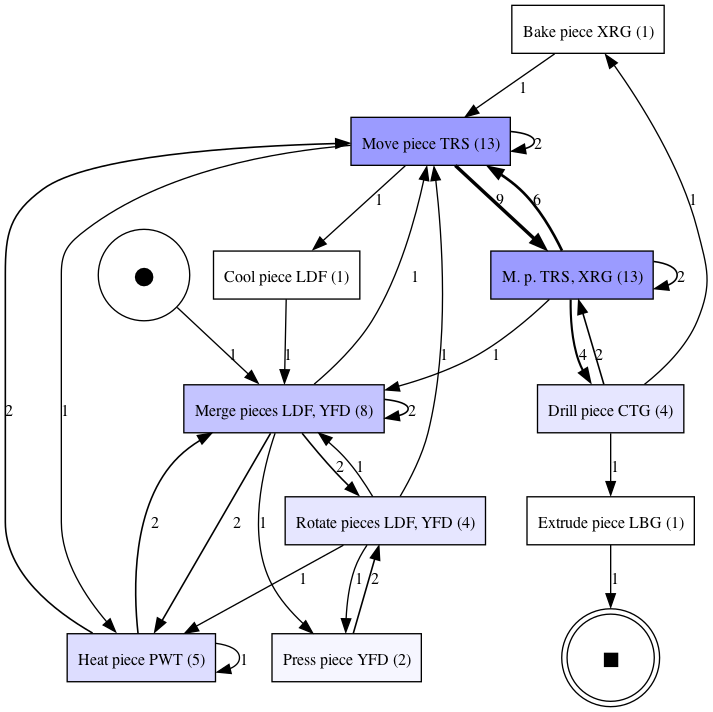 Bake piece XRG (1)
1
Move piece TRS (13)
2
1
9
6
1
Cool piece LDF (1)
M. p. TRS, XRG (13)
2
1
1
1
1
1
4
2
2
1
Merge pieces LDF, YFD (8)
2
Drill piece CTG (4)
2
1
1
2
2
1
Rotate pieces LDF, YFD (4)
Extrude piece LBG (1)
1
1
2
1
Heat piece PWT (5)
1
Press piece YFD (2)